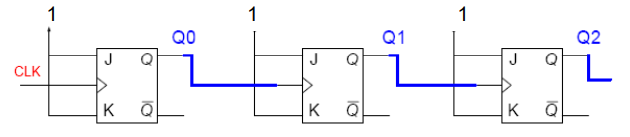 1 1 1
Q0 Q1 Q2
J Q J Q J Q
CLK
K Q̅ K Q̅ K Q̅